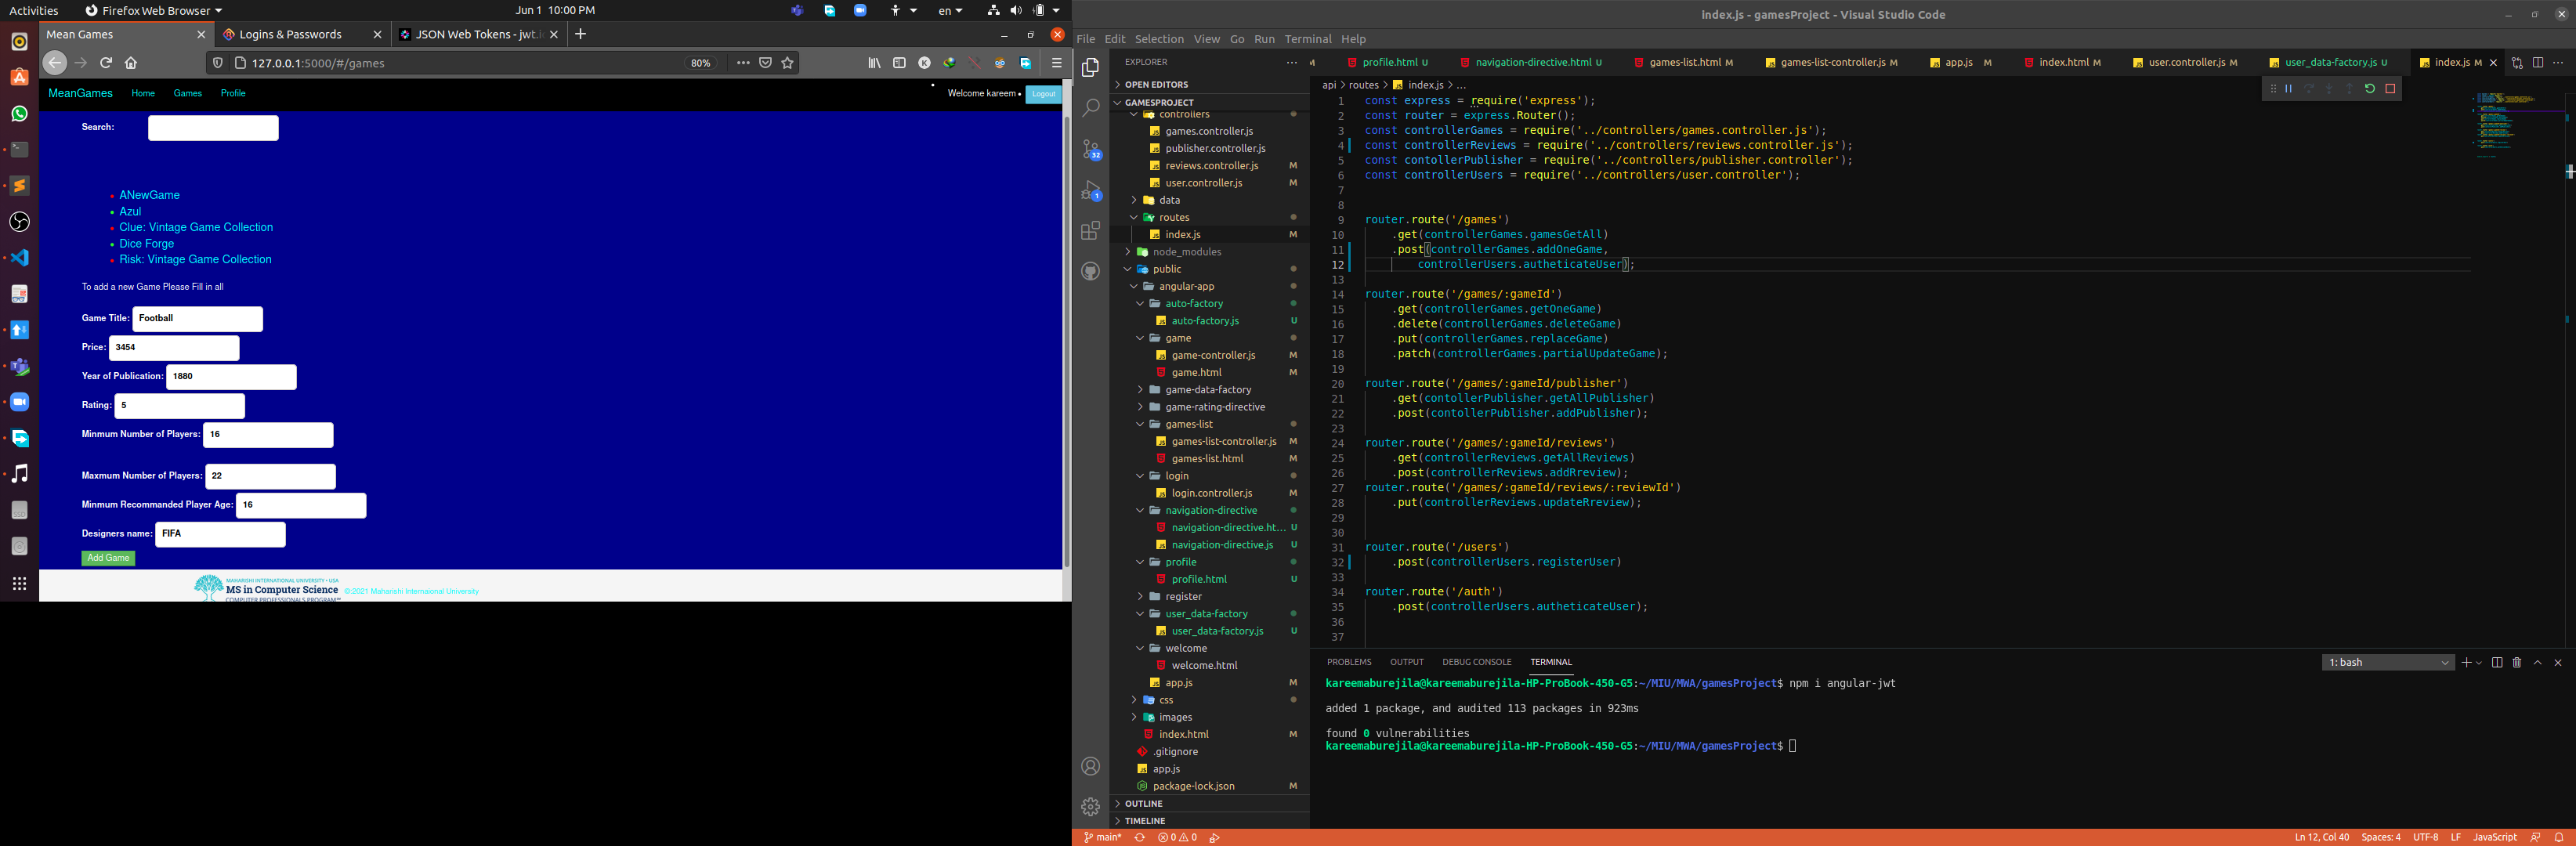 Activities
Firefox Web Browser
Jun 1 10:00 PM
en
Mean Games
Logins & Passwords
JSON Web Tokens - jwt.i
127.0.0.1:5000/#/games
80%
MeanGames
Home
Games
Profile
Welcome kareem
Logout
Search:
ANewGame
Azul
Clue: Vintage Game Collection
Dice Forge
Risk: Vintage Game Collection
To add a new Game Please Fill in all
Game Title: Football
Price: 3454
Year of Publication: 1880
Rating: 5
Minmum Number of Players: 16
Maxmum Number of Players: 22
Minmum Recommanded Player Age: 16
Designers name: FIFA
Add Game
MAHARISHI INTERNATIONAL UNIVERSITY • USA
MS in Computer Science
COMPUTER PROFESSIONALS PROGRAM
©2021 Maharishi International University
index.js - gamesProject - Visual Studio Code
File Edit Selection View Go Run Terminal Help
EXPLORER
profile.html U
navigation-directive.html U
games-list.html M
games-list-controller.js M
app.js M
index.html M
user.controller.js M
user_data-factory.js U
index.js M
OPEN EDITORS
GAMESPROJECT
controllers
games.controller.js
publisher.controller.js
reviews.controller.js M
user.controller.js M
data
routes
index.js M
node_modules
public
angular-app
auto-factory
auto-factory.js U
game
game-controller.js M
game.html M
game-data-factory
game-rating-directive
games-list
games-list-controller.js M
games-list.html M
login
login.controller.js M
navigation-directive
navigation-directive.ht... U
navigation-directive.js U
profile
profile.html U
register
user_data-factory
user_data-factory.js U
welcome
welcome.html
app.js M
css
images
index.html M
.gitignore
app.js
package-lock.json M
OUTLINE
TIMELINE
32
1
api > routes > index.js > ...
1 const express = require('express');
2 const router = express.Router();
3 const controllerGames = require('../controllers/games.controller.js');
4 const controllerReviews = require('../controllers/reviews.controller.js');
5 const contollerPublisher = require('../controllers/publisher.controller');
6 const controllerUsers = require('../controllers/user.controller');
7
8
9 router.route('/games')
10 .get(controllerGames.gamesGetAll)
11 .post(controllerGames.addOneGame,
12 controllerUsers.autheticateUser);
13
14 router.route('/games/:gameId')
15 .get(controllerGames.getOneGame)
16 .delete(controllerGames.deleteGame)
17 .put(controllerGames.replaceGame)
18 .patch(controllerGames.partialUpdateGame);
19
20 router.route('/games/:gameId/publisher')
21 .get(contollerPublisher.getAllPublisher)
22 .post(contollerPublisher.addPublisher);
23
24 router.route('/games/:gameId/reviews')
25 .get(controllerReviews.getAllReviews)
26 .post(controllerReviews.addRreview);
27 router.route('/games/:gameId/reviews/:reviewId')
28 .put(controllerReviews.updateRreview);
29
30
31 router.route('/users')
32 .post(controllerUsers.registerUser)
33
34 router.route('/auth')
35 .post(controllerUsers.autheticateUser);
36
37
PROBLEMS OUTPUT DEBUG CONSOLE TERMINAL
1: bash
kareemaburejila@kareemaburejila-HP-ProBook-450-G5:~/MIU/MWA/gamesProject$ npm i angular-jwt
added 1 package, and audited 113 packages in 923ms
found 0 vulnerabilities
kareemaburejila@kareemaburejila-HP-ProBook-450-G5:~/MIU/MWA/gamesProject$
main*
0 0
Ln 12, Col 40
Spaces: 4
UTF-8
LF
JavaScript